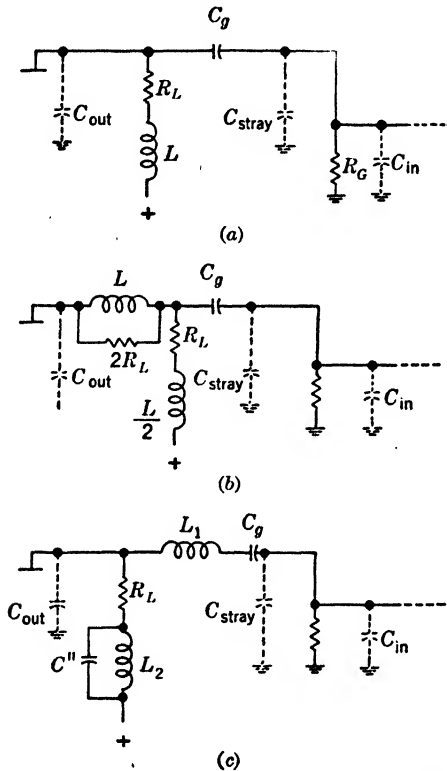 C_g
R_L
C_out
C_stray
L
R_G
C_in
+
(a)
L
C_g
2R_L
R_L
C_out
C_stray
L/2
C_in
+
(b)
L_1
C_g
R_L
C_out
C_stray
C" L_2
C_in
+
(c)